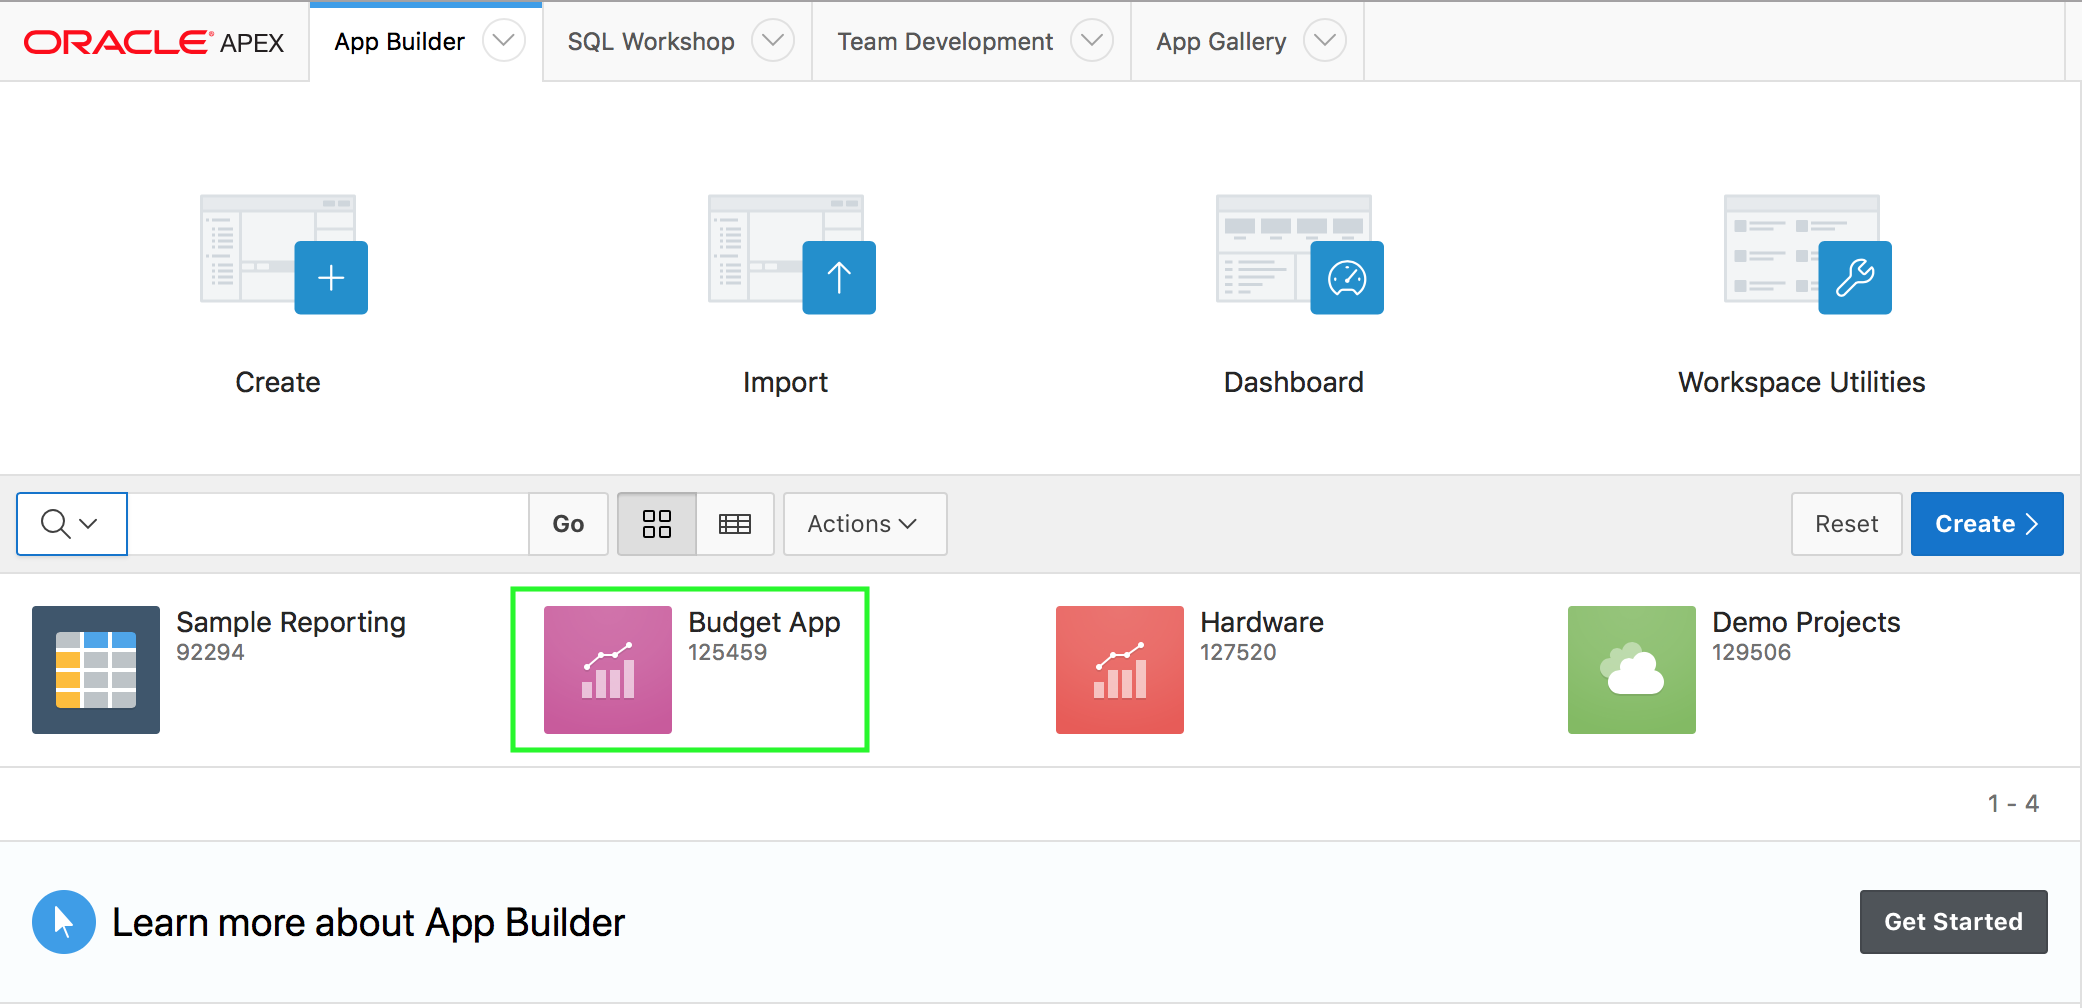 ORACLE APEX App Builder SQL Workshop Team Development App Gallery
Create Import Dashboard Workspace Utilities
Go Actions Reset Create
Sample Reporting
92294
Budget App
125459
Hardware
127520
Demo Projects
129506
1 - 4
Learn more about App Builder Get Started